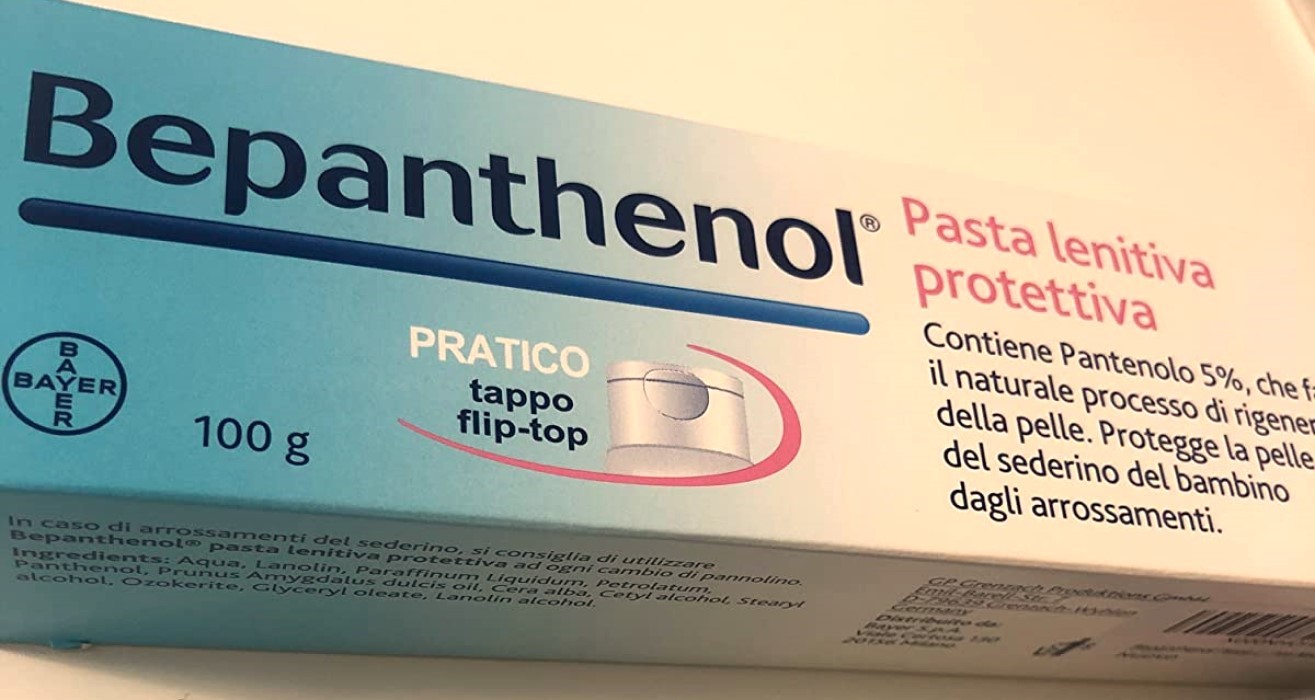 Bepanthenol®
Pasta lenitiva
protettiva
Contiene Pantenolo 5%, che
il naturale processo di
della pelle. Protegge la pelle
del sederino del bambino
dagli arrossamenti.
PRATICO
tappo
flip-top
BAYER
BAYER
100 g
In caso di arrossamenti del sederino, si consiglia di utilizzare
Bepanthenol® pasta lenitiva protettiva ad ogni cambio di pannolino.
Ingredients: Aqua, Lanolin, Paraffinum Liquidum, Petrolatum,
Panthenol, Prunus Amygdalus dulcis oil, Cera alba, Cetyl alcohol, Stearyl
alcohol, Ozokerite, Glyceryl oleate, Lanolin alcohol.
GP Grenzach Produktions GmbH
Grenzach-Wyhlen
Germany
Distribuito da:
Bayer S.p.A.
Viale Certosa 130
20156 Milano.